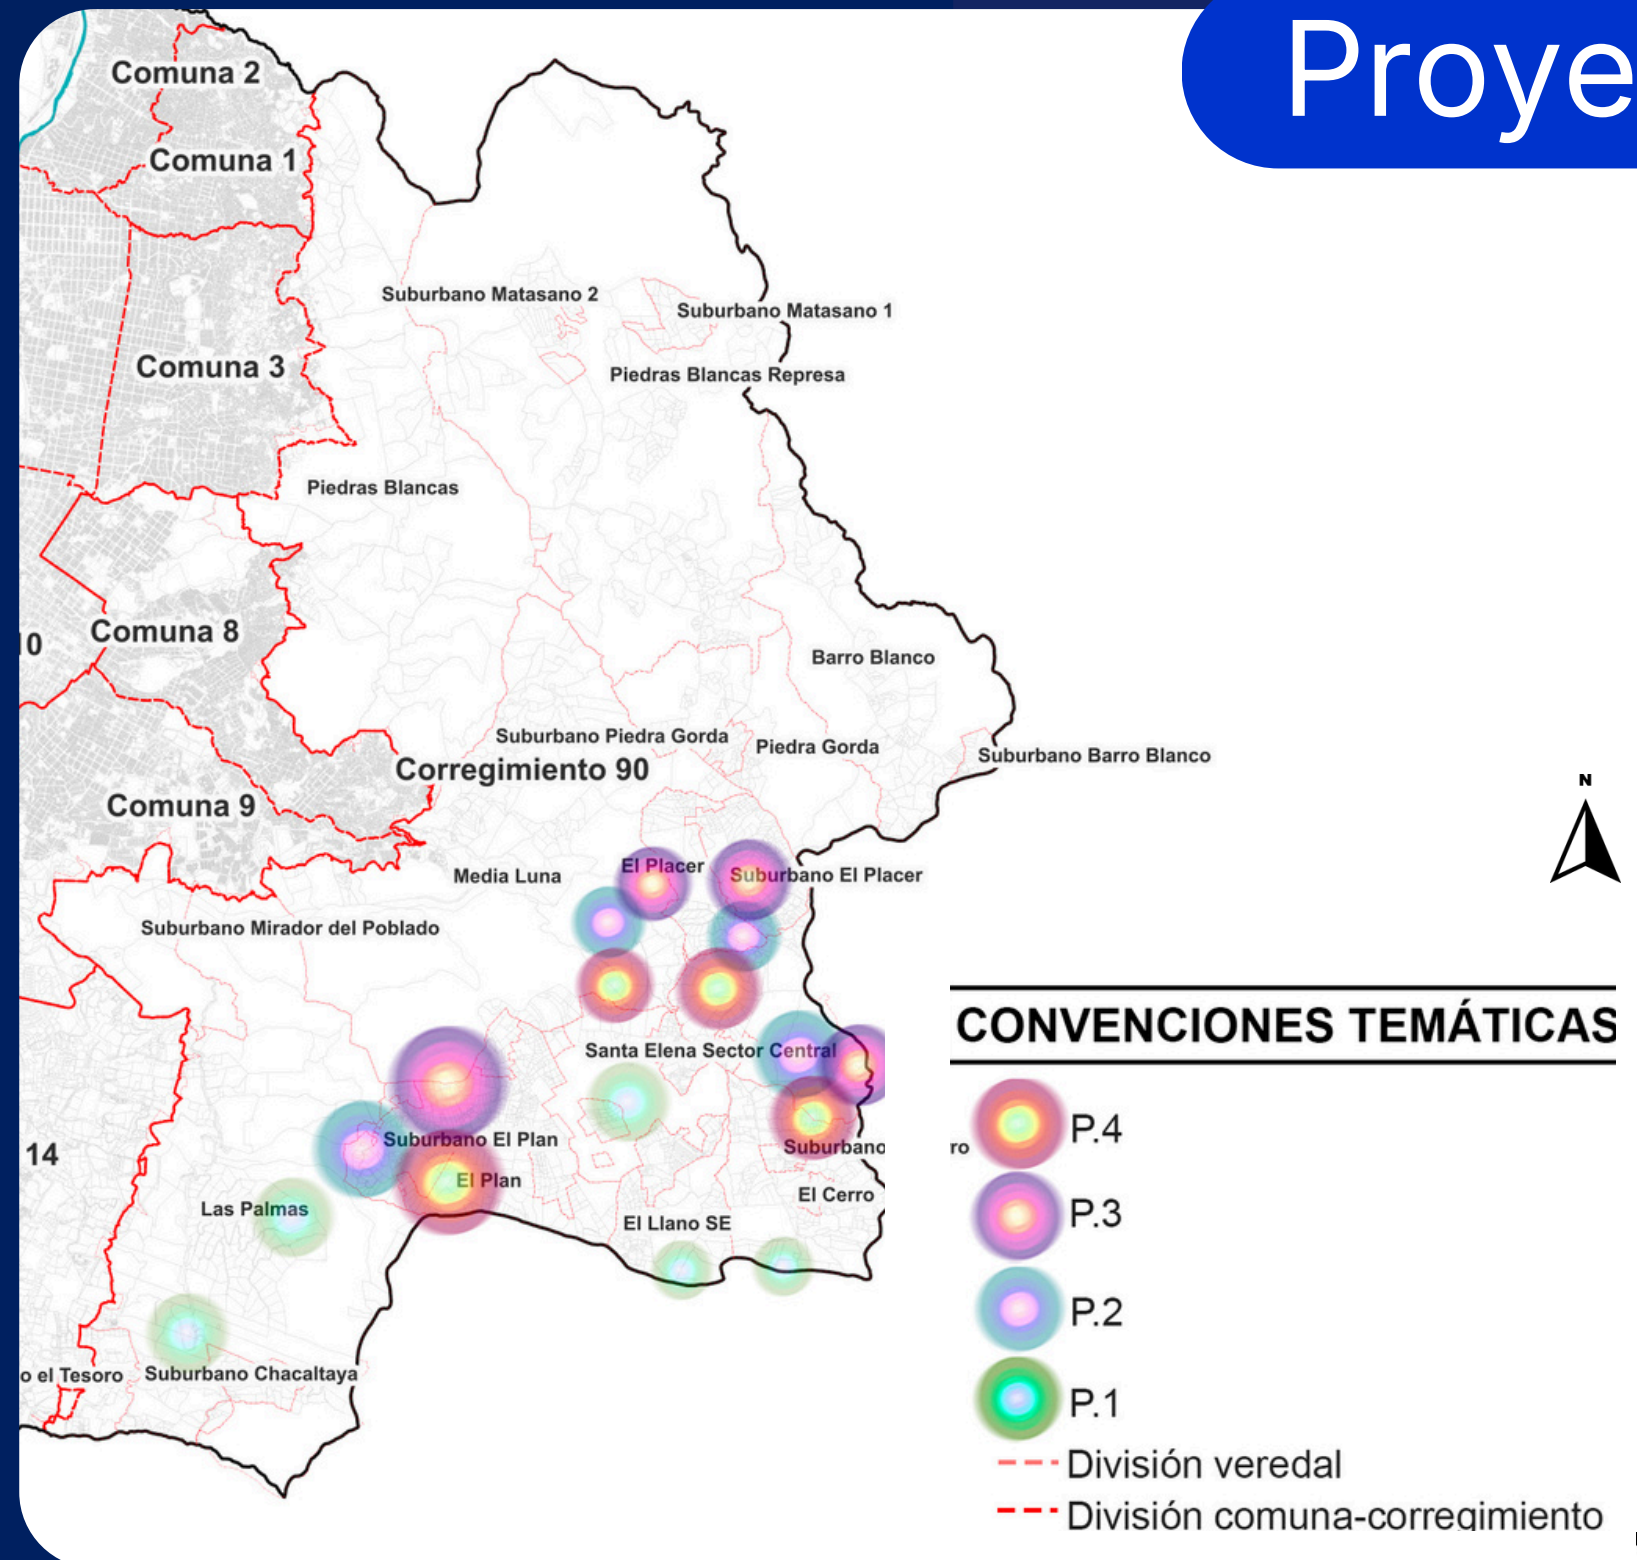 Proye
Comuna 2
Comuna 1
Suburbano Matasano 2
Suburbano Matasano 1
Comuna 3
Piedras Blancas Represa
Piedras Blancas
Comuna 8
10
Barro Blanco
Suburbano Piedra Gorda
Piedra Gorda
Suburbano Barro Blanco
Corregimiento 90
N
Comuna 9
El Placer
Media Luna
Suburbano El Placer
Suburbano Mirador del Poblado
Santa Elena Sector Central
Suburbano El Plan
Suburbano
ro
14
El Plan
El Cerro
Las Palmas
El Llano SE
o el Tesoro
Suburbano Chacaltaya
CONVENCIONES TEMÁTICAS
P.4
P.3
P.2
P.1
División veredal
División comuna-corregimiento